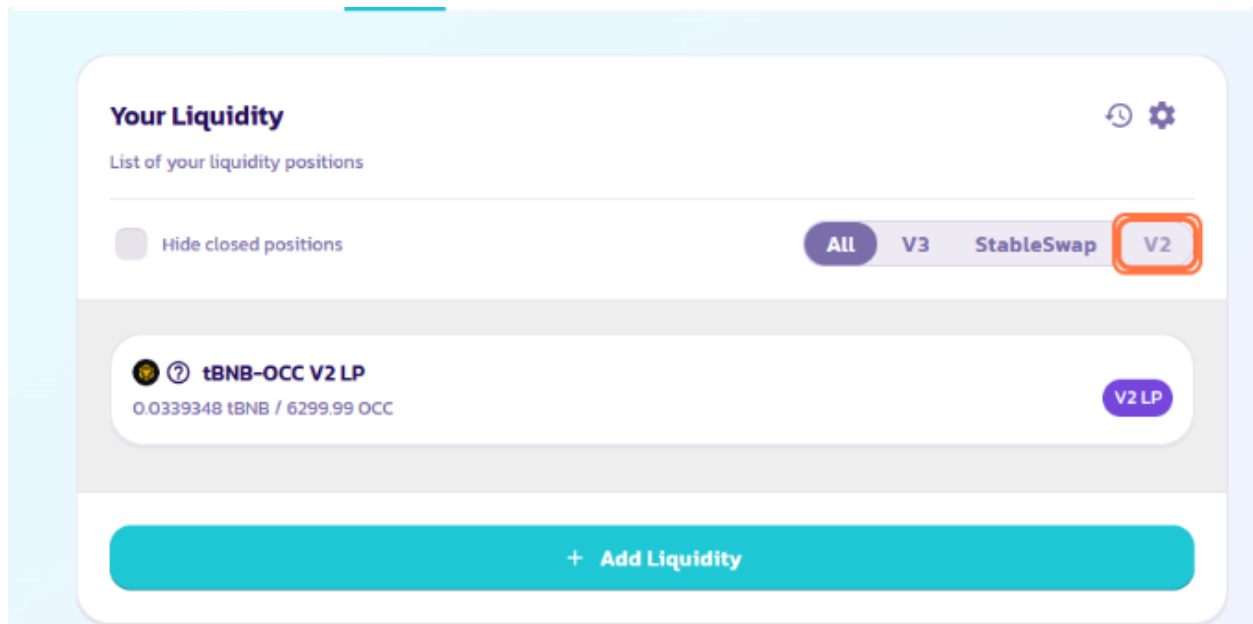 Your Liquidity
List of your liquidity positions
Hide closed positions
All V3 StableSwap V2
tBNB-OCC V2 LP
0.0339348 tBNB / 6299.99 OCC
V2 LP
+ Add Liquidity